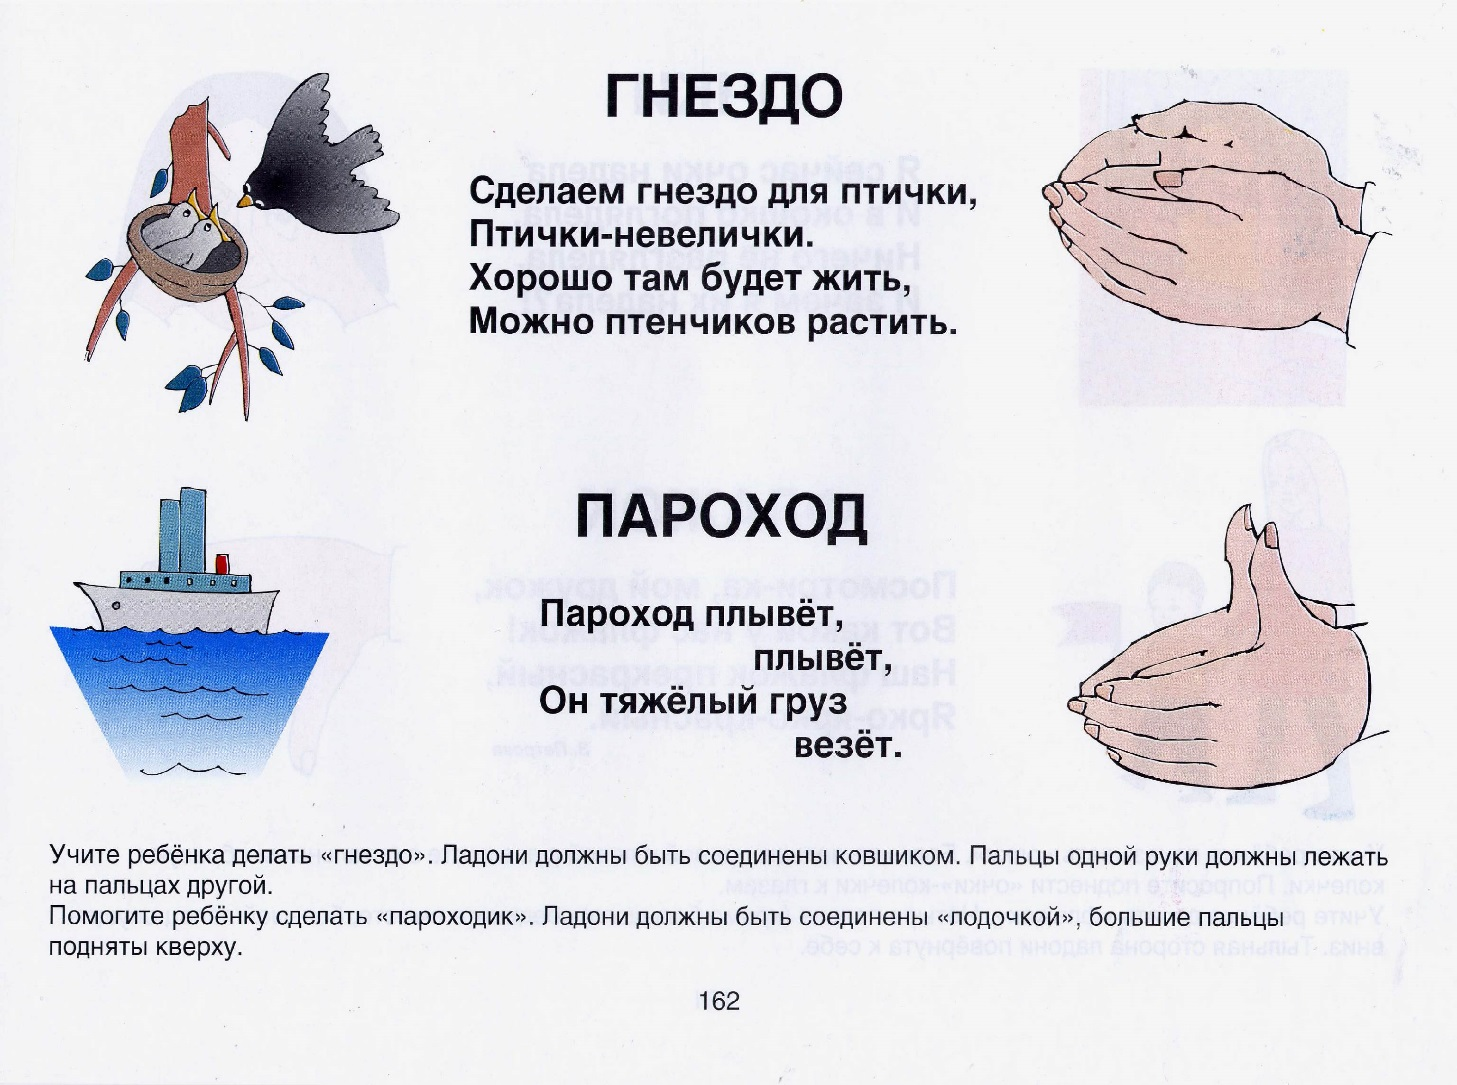 ГНЕЗДО
Сделаем гнездо для птички,
Птички-невелички.
Хорошо там будет жить,
Можно птенчиков растить.
ПАРОХОД
Пароход плывёт,
плывёт,
Он тяжёлый груз
везёт.
Учите ребёнка делать «гнездо». Ладони должны быть соединены ковшиком. Пальцы одной руки должны лежать
на пальцах другой.
Помогите ребёнку сделать «пароходик». Ладони должны быть соединены «лодочкой», большие пальцы
подняты кверху.
162